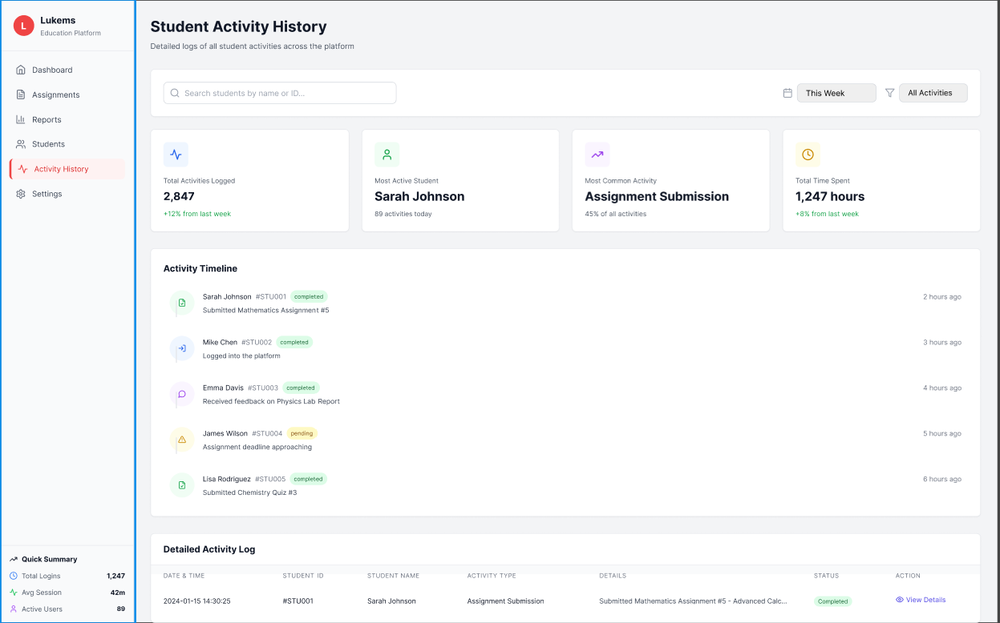 L
Lukems
Education Platform
Dashboard
Assignments
Reports
Students
Activity History
Settings
Quick Summary
Total Logins 1,247
Avg Session 42m
Active Users 89
Student Activity History
Detailed logs of all student activities across the platform
Search students by name or ID...
This Week
All Activities
Total Activities Logged
2,847
+12% from last week
Most Active Student
Sarah Johnson
89 activities today
Most Common Activity
Assignment Submission
45% of all activities
Total Time Spent
1,247 hours
+8% from last week
Activity Timeline
Sarah Johnson #STU001 completed 2 hours ago
Submitted Mathematics Assignment #5
Mike Chen #STU002 completed 3 hours ago
Logged into the platform
Emma Davis #STU003 completed 4 hours ago
Received feedback on Physics Lab Report
James Wilson #STU004 pending 5 hours ago
Assignment deadline approaching
Lisa Rodriguez #STU005 completed 6 hours ago
Submitted Chemistry Quiz #3
Detailed Activity Log
DATE & TIME STUDENT ID STUDENT NAME ACTIVITY TYPE DETAILS STATUS ACTION
2024-01-15 14:30:25 #STU001 Sarah Johnson Assignment Submission Submitted Mathematics Assignment #5 - Advanced Calc... Completed View Details